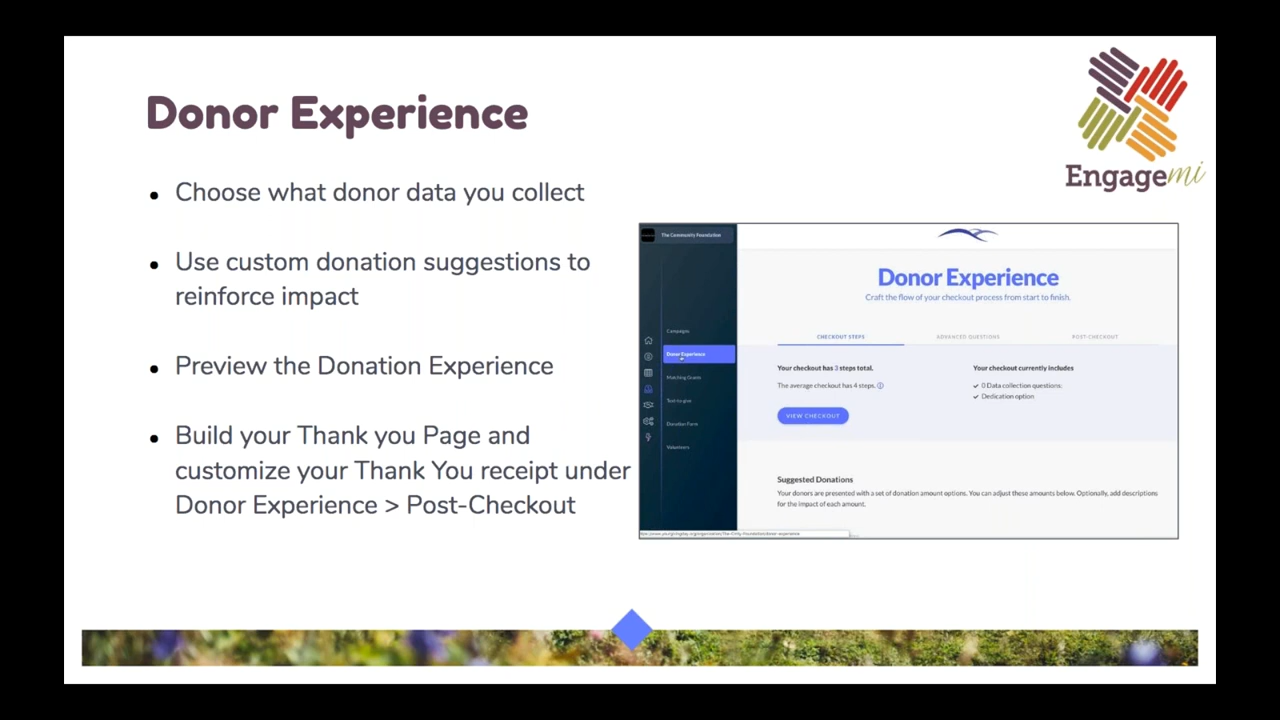 Donor Experience
Engagemi
• Choose what donor data you collect
• Use custom donation suggestions to
reinforce impact
• Preview the Donation Experience
• Build your Thank you Page and
customize your Thank You receipt under
Donor Experience > Post-Checkout
The Community Foundation
Campaigns
Donor Experience
Matching Grants
Text-to-give
Donation Form
Volunteers
Donor Experience
Craft the flow of your checkout process from start to finish.
CHECKOUT STEPS ADVANCED QUESTIONS POST-CHECKOUT
Your checkout has 3 steps total.
The average checkout has 4 steps.
VIEW CHECKOUT
Your checkout currently includes
✓ 0 Data collection questions:
✓ Dedication option
Suggested Donations
Your donors are presented with a set of donation amount options. You can adjust these amounts below. Optionally, add descriptions
for the impact of each amount.